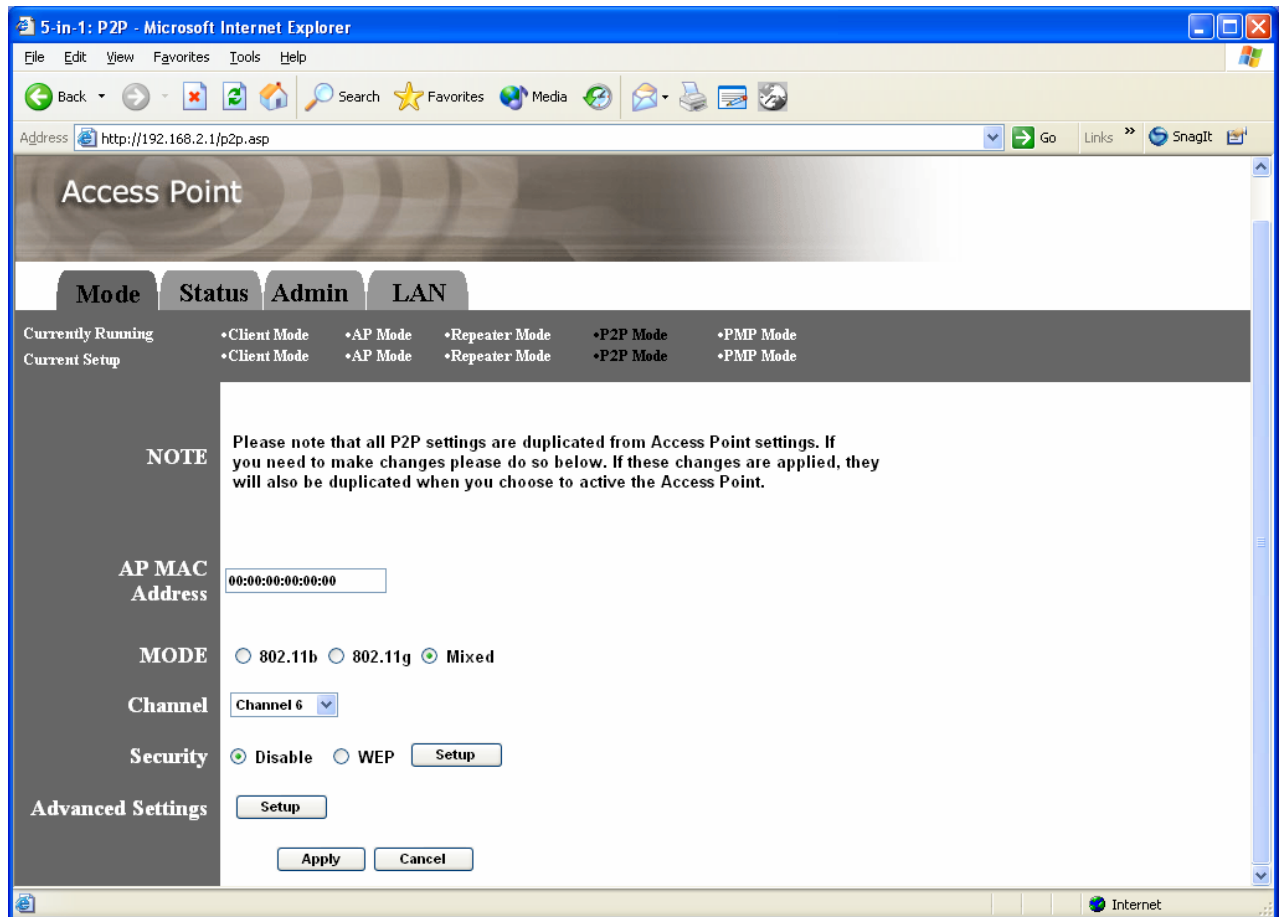 5-in-1: P2P - Microsoft Internet Explorer
File Edit View Favorites Tools Help
Back Search Favorites Media
Address http://192.168.2.1/p2p.asp Go Links » SnagIt
Access Point
Mode Status Admin LAN
Currently Running •Client Mode •AP Mode •Repeater Mode •P2P Mode •PMP Mode
Current Setup •Client Mode •AP Mode •Repeater Mode •P2P Mode •PMP Mode
NOTE
Please note that all P2P settings are duplicated from Access Point settings. If
you need to make changes please do so below. If these changes are applied, they
will also be duplicated when you choose to active the Access Point.
AP MAC
Address
00:00:00:00:00:00
MODE 802.11b 802.11g Mixed
Channel Channel 6
Security Disable WEP Setup
Advanced Settings Setup
Apply Cancel
Internet